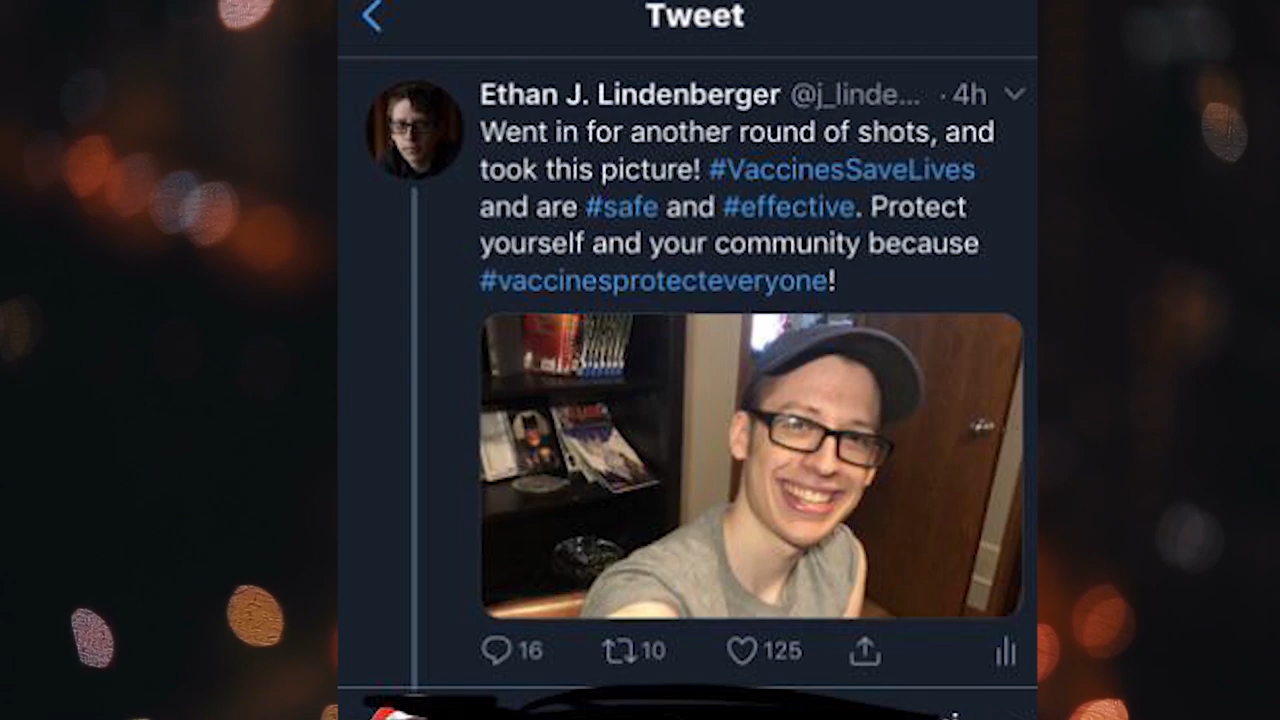 Tweet
Ethan J. Lindenberger @j_linde... · 4h
Went in for another round of shots, and
took this picture! #VaccinesSaveLives
and are #safe and #effective. Protect
yourself and your community because
#vaccinesprotecteveryone!
16 10 125